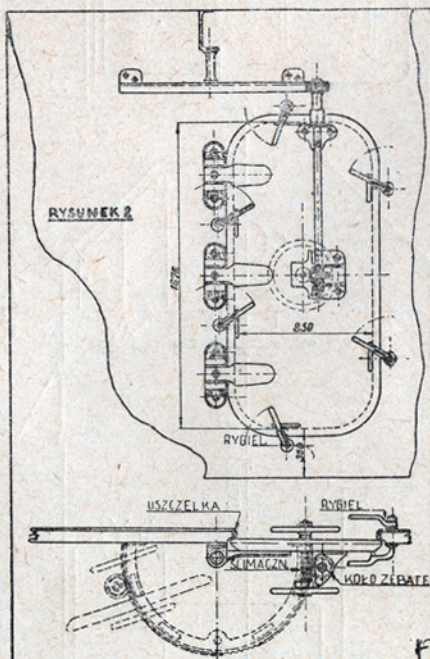 RYSUNEK 2
850
RYGIEL
USZCZELKA
RYGIEL
ŚLIMACZN.
KOŁO ZĘBATE
F